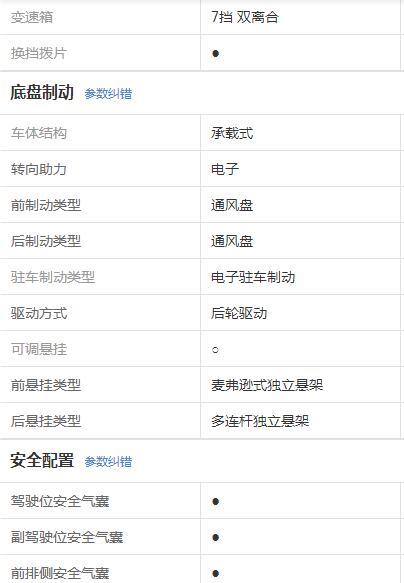 变速箱 7挡 双离合
换挡拨片 ●
底盘制动 参数纠错
车体结构 承载式
转向助力 电子
前制动类型 通风盘
后制动类型 通风盘
驻车制动类型 电子驻车制动
驱动方式 后轮驱动
可调悬挂 ○
前悬挂类型 麦弗逊式独立悬架
后悬挂类型 多连杆独立悬架
安全配置 参数纠错
驾驶位安全气囊 ●
副驾驶位安全气囊 ●
前排侧安全气囊 ●